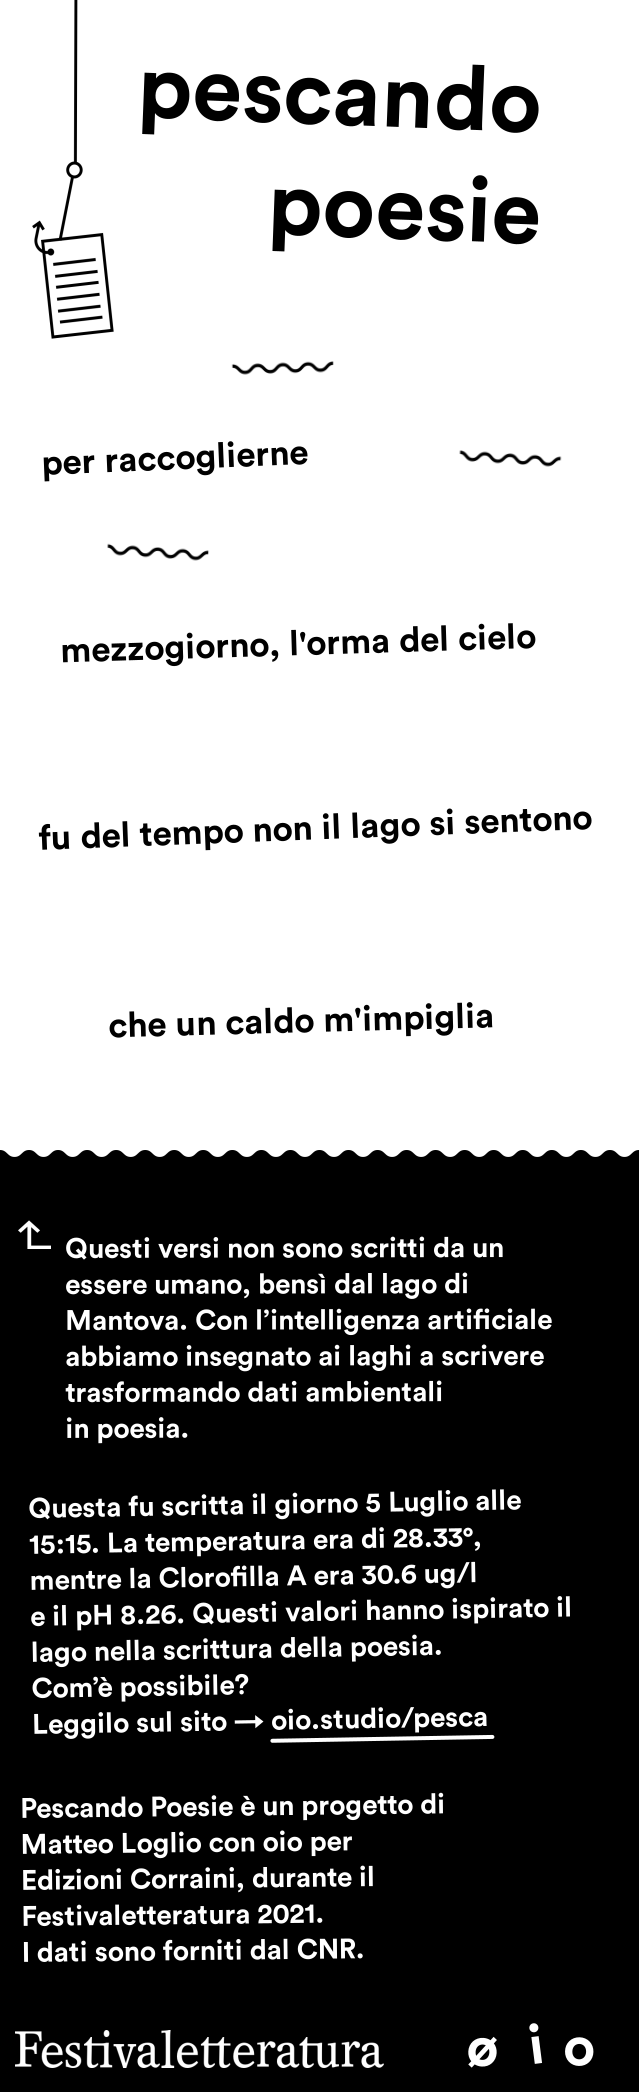 pescando
poesie
per raccoglierne
mezzogiorno, l'orma del cielo
fu del tempo non il lago si sentono
che un caldo m'impiglia
Questi versi non sono scritti da un
essere umano, bensì dal lago di
Mantova. Con l’intelligenza artificiale
abbiamo insegnato ai laghi a scrivere
trasformando dati ambientali
in poesia.
Questa fu scritta il giorno 5 Luglio alle
15:15. La temperatura era di 28.33°,
mentre la Clorofilla A era 30.6 ug/l
e il pH 8.26. Questi valori hanno ispirato il
lago nella scrittura della poesia.
Com’è possibile?
Leggilo sul sito → oio.studio/pesca
Pescando Poesie è un progetto di
Matteo Loglio con oio per
Edizioni Corraini, durante il
Festivaletteratura 2021.
I dati sono forniti dal CNR.
Festivaletteratura ø i o